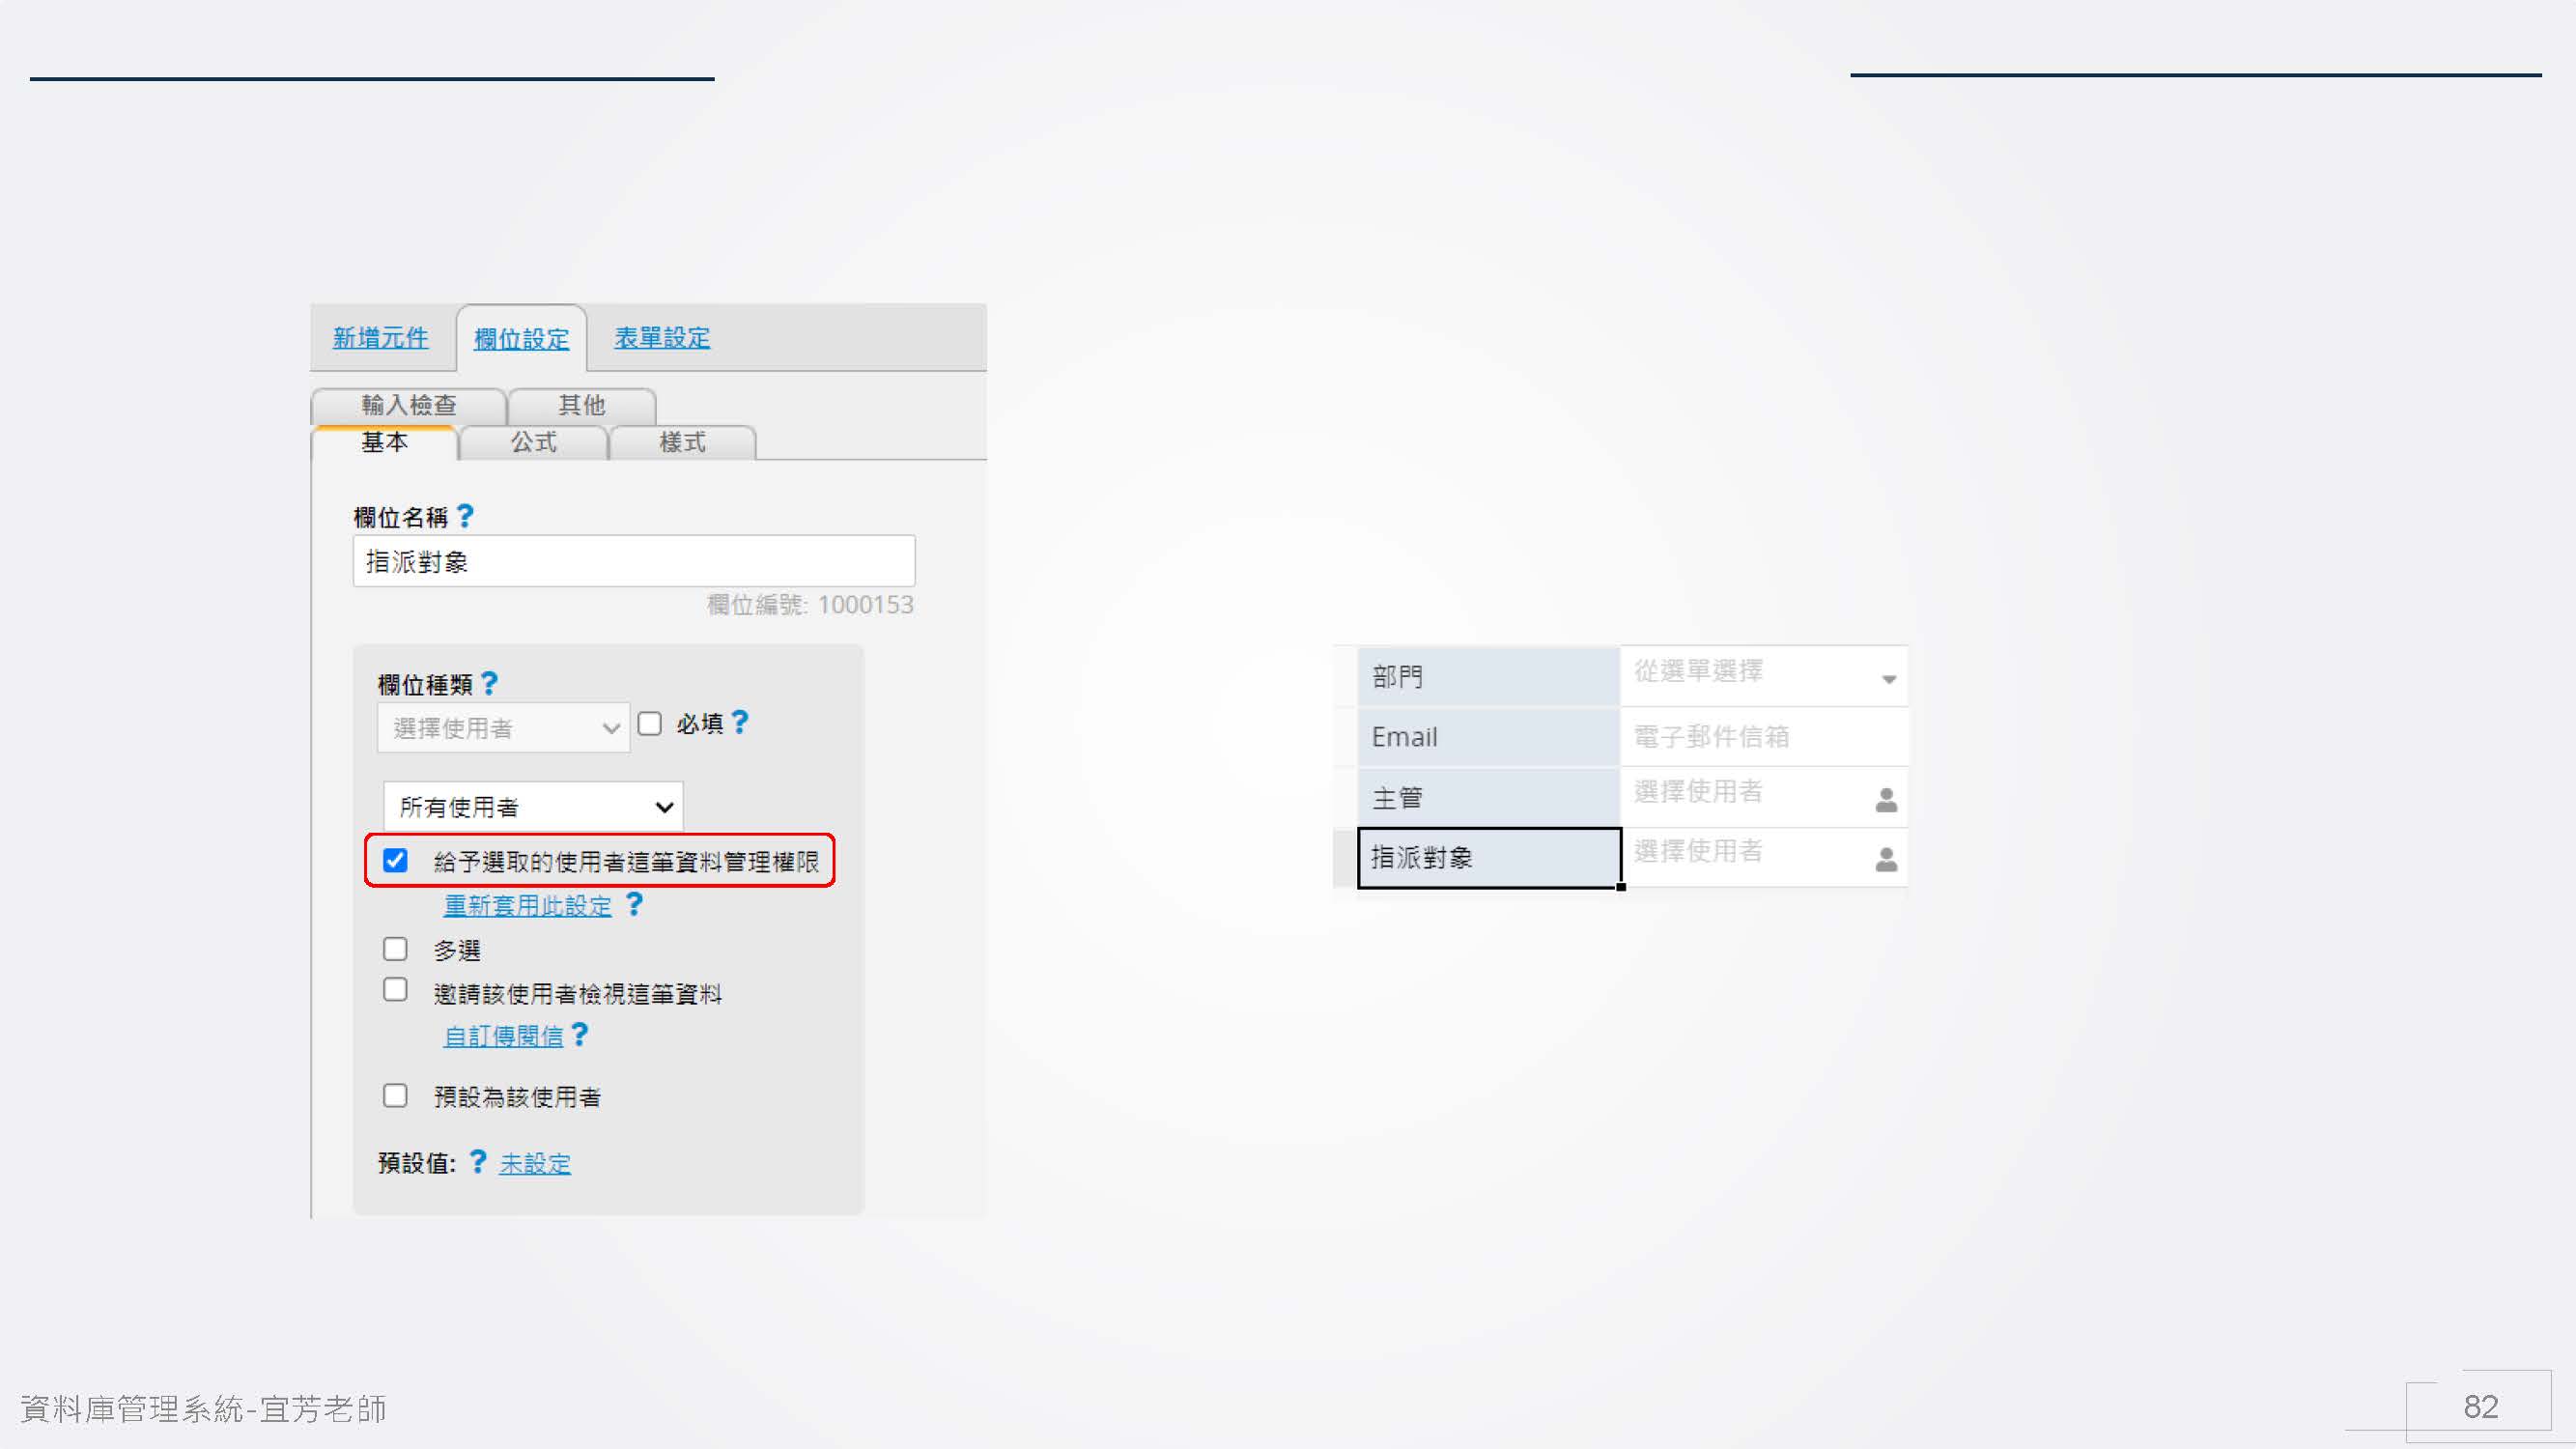 新增元件 欄位設定 表單設定
輸入檢查 其他
基本 公式 樣式
欄位名稱 ?
指派對象
欄位編號: 1000153
欄位種類 ?
選擇使用者 必填 ?
所有使用者
給予選取的使用者這筆資料管理權限
重新套用此設定 ?
多選
邀請該使用者檢視這筆資料
自訂傳閱信 ?
預設為該使用者
預設值: ? 未設定
部門 從選單選擇
Email 電子郵件信箱
主管 選擇使用者
指派對象 選擇使用者
資料庫管理系統-宜芳老師
82